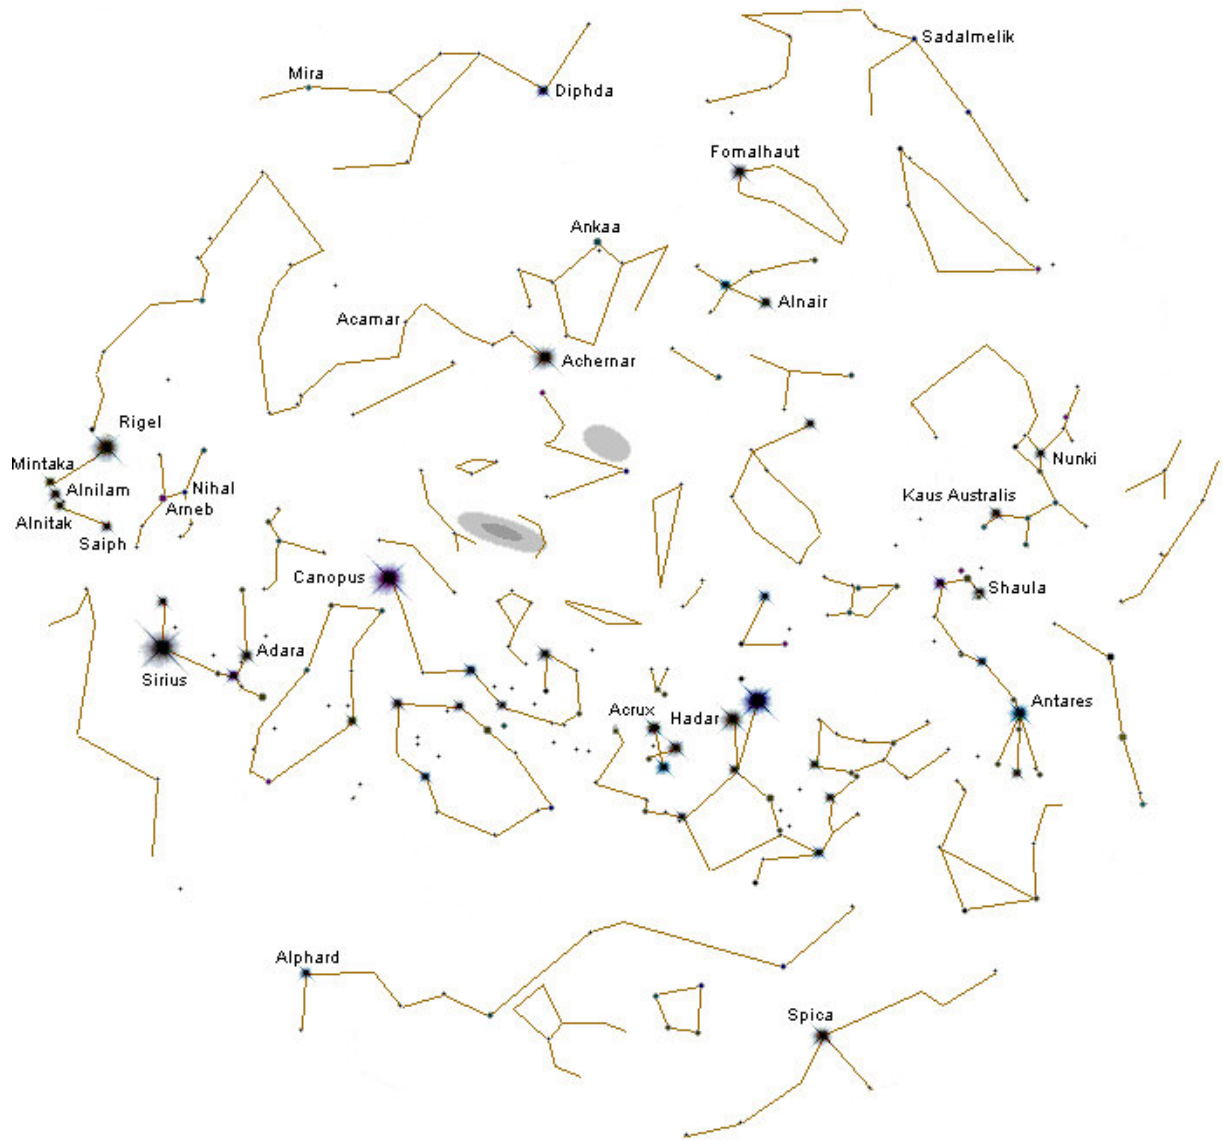 Sadalmelik
Mira
Diphda
Fomalhaut
Ankaa
Alnair
Acamar
Achernar
Rigel
Mintaka
Nunki
Alnilam
Nihal
Kaus Australis
Arneb
Alnitak
Saiph
Canopus
Shaula
Adara
Sirius
Acrux
Hadar
Antares
Alphard
Spica